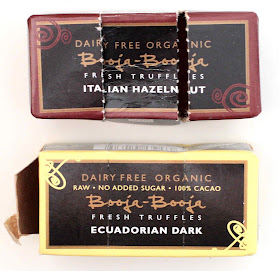 DAIRY FREE ORGANIC
Booja-Booja
FRESH TRUFFLES
ITALIAN HAZELNUT
DAIRY FREE ORGANIC
RAW • NO ADDED SUGAR • 100% CACAO
Booja-Booja
FRESH TRUFFLES
ECUADORIAN DARK